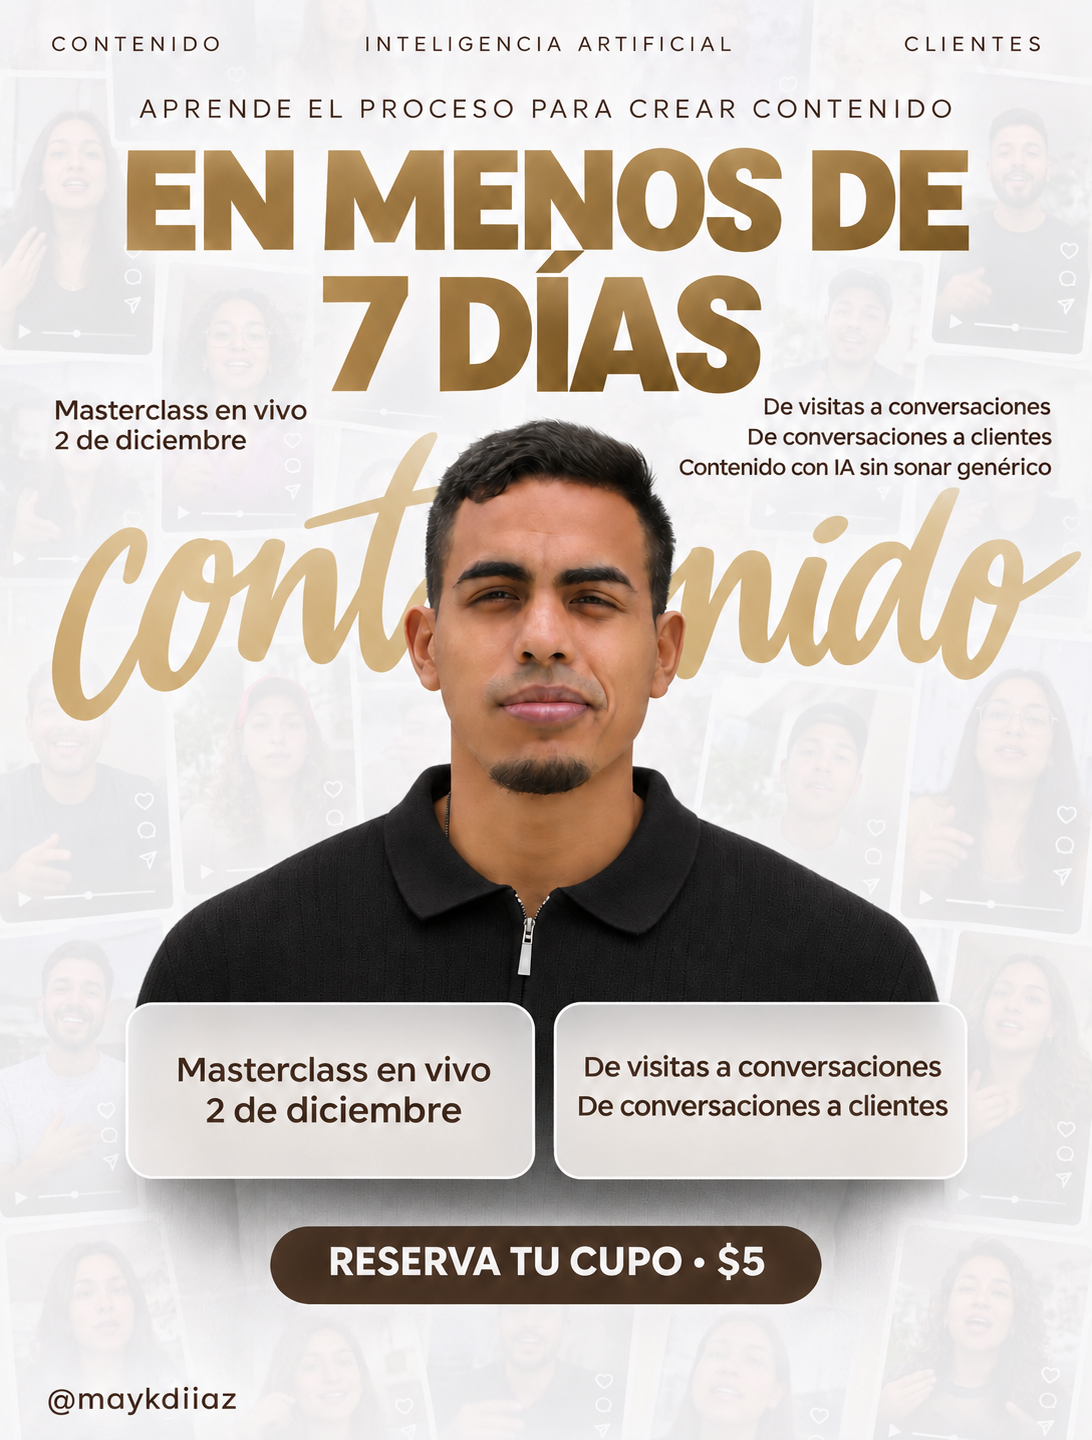 CONTENIDO INTELIGENCIA ARTIFICIAL CLIENTES
APRENDE EL PROCESO PARA CREAR CONTENIDO
EN MENOS DE
7 DÍAS
Masterclass en vivo
2 de diciembre
De visitas a conversaciones
De conversaciones a clientes
Contenido con IA sin sonar genérico
contenido
Masterclass en vivo
2 de diciembre
De visitas a conversaciones
De conversaciones a clientes
RESERVA TU CUPO • $5
@maykdiiaz